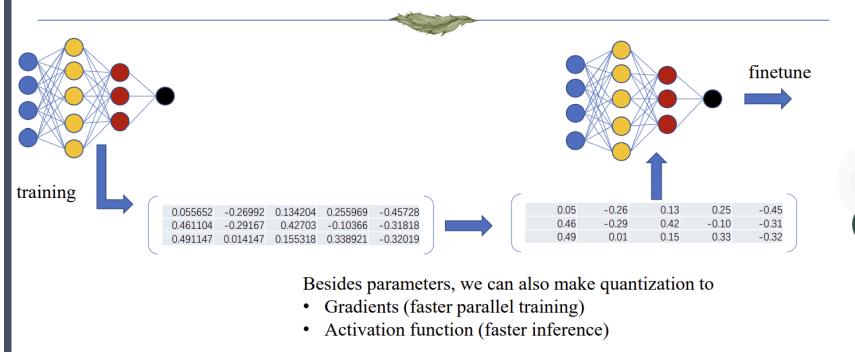 finetune
training
0.055652 -0.26992 0.134204 0.255969 -0.45728
0.461104 -0.29167 0.42703 -0.10366 -0.31818
0.491147 0.014147 0.155318 0.338921 -0.32019
0.05 -0.26 0.13 0.25 -0.45
0.46 -0.29 0.42 -0.10 -0.31
0.49 0.01 0.15 0.33 -0.32
Besides parameters, we can also make quantization to
• Gradients (faster parallel training)
• Activation function (faster inference)